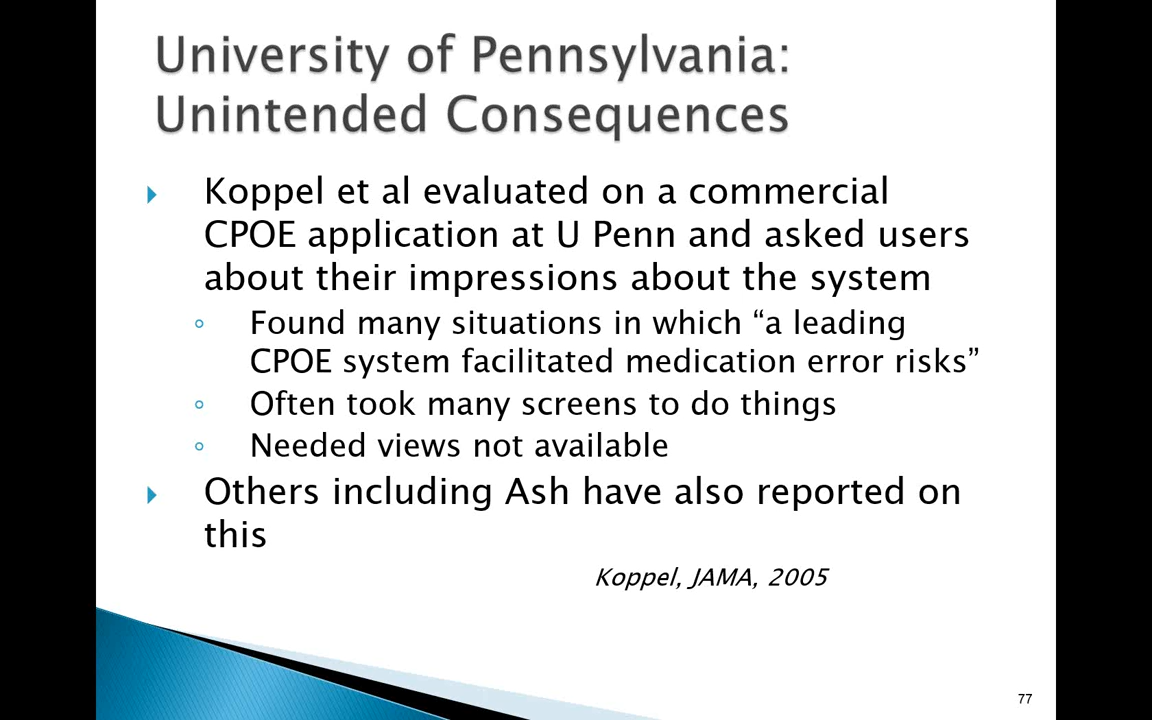 University of Pennsylvania:
Unintended Consequences
Koppel et al evaluated on a commercial
CPOE application at U Penn and asked users
about their impressions about the system
Found many situations in which “a leading
CPOE system facilitated medication error risks”
Often took many screens to do things
Needed views not available
Others including Ash have also reported on
this
Koppel, JAMA, 2005
77